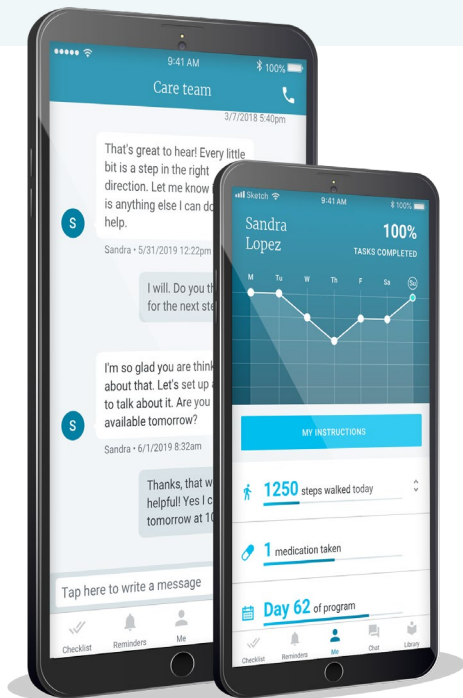 9:41 AM
100%
Care team
3/7/2018 5:40pm
That's great to hear! Every little
bit is a step in the right
direction. Let me know
is anything else I can do
help.
S
Sandra • 5/31/2019 12:22pm
I will. Do you
for the next
I'm so glad you are
about that. Let's set up
to talk about it. Are you
available tomorrow?
S
Sandra • 6/1/2019 8:32am
Thanks, that
helpful! Yes I
tomorrow at
Tap here to write a message
Checklist
Reminders
Me
Sketch
9:41 AM
100%
Sandra
Lopez
100%
TASKS COMPLETED
M Tu W Th F Sa Su
MY INSTRUCTIONS
1250 steps walked today
1 medication taken
Day 62 of program
Checklist
Reminders
Me
Chat
Library